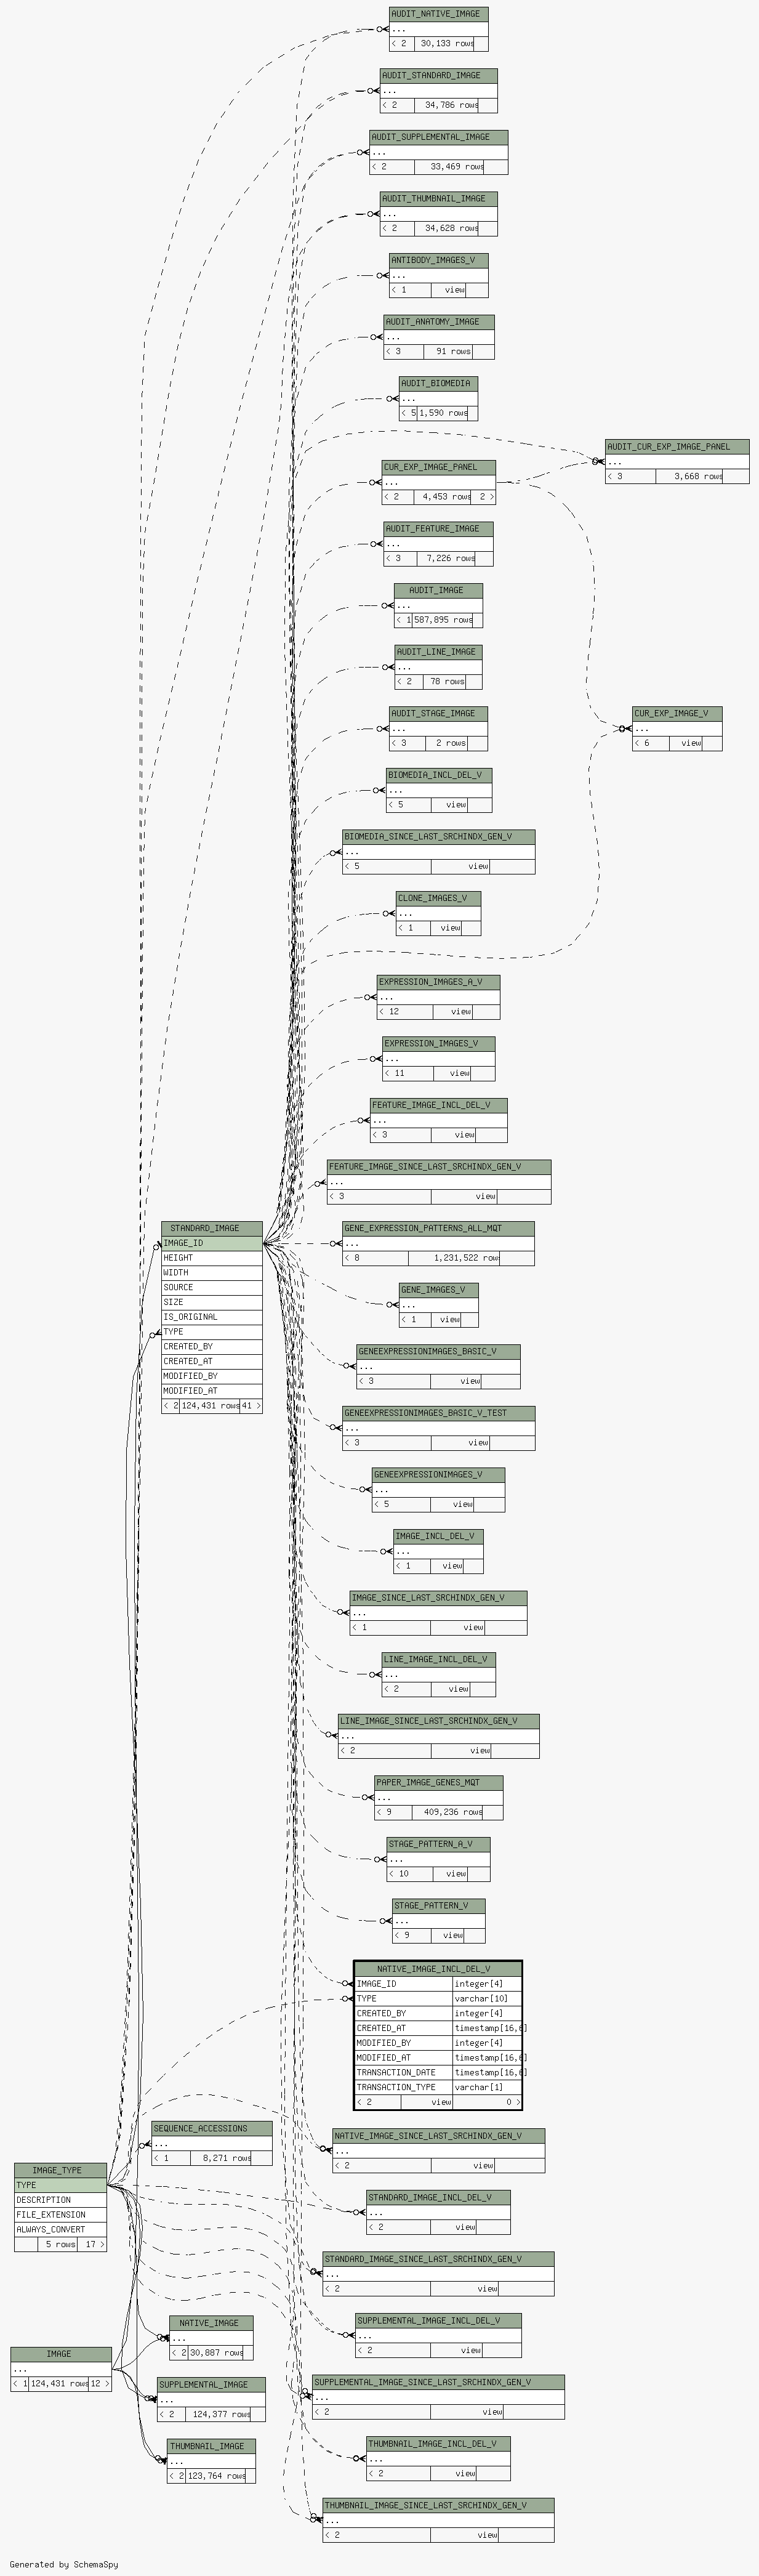 AUDIT_NATIVE_IMAGE
...
< 2 30,133 rows
AUDIT_STANDARD_IMAGE
...
< 2 34,786 rows
AUDIT_SUPPLEMENTAL_IMAGE
...
< 2 33,469 rows
AUDIT_THUMBNAIL_IMAGE
...
< 2 34,628 rows
ANTIBODY_IMAGES_V
...
< 1 view
AUDIT_ANATOMY_IMAGE
...
< 3 91 rows
AUDIT_BIOMEDIA
...
< 5 1,590 rows
AUDIT_CUR_EXP_IMAGE_PANEL
...
< 3 3,668 rows
CUR_EXP_IMAGE_PANEL
...
< 2 4,453 rows 2 >
AUDIT_FEATURE_IMAGE
...
< 3 7,226 rows
AUDIT_IMAGE
...
< 1 587,895 rows
AUDIT_LINE_IMAGE
...
< 2 78 rows
AUDIT_STAGE_IMAGE
...
< 3 2 rows
CUR_EXP_IMAGE_V
...
< 6 view
BIOMEDIA_INCL_DEL_V
...
< 5 view
BIOMEDIA_SINCE_LAST_SRCHINDX_GEN_V
...
< 5 view
CLONE_IMAGES_V
...
< 1 view
EXPRESSION_IMAGES_A_V
...
< 12 view
EXPRESSION_IMAGES_V
...
< 11 view
FEATURE_IMAGE_INCL_DEL_V
...
< 3 view
FEATURE_IMAGE_SINCE_LAST_SRCHINDX_GEN_V
...
< 3 view
STANDARD_IMAGE
IMAGE_ID
HEIGHT
WIDTH
SOURCE
SIZE
IS_ORIGINAL
TYPE
CREATED_BY
CREATED_AT
MODIFIED_BY
MODIFIED_AT
< 2 124,431 rows 41 >
GENE_EXPRESSION_PATTERNS_ALL_MQT
...
< 8 1,231,522 row
GENE_IMAGES_V
...
< 1 view
GENEEXPRESSIONIMAGES_BASIC_V
...
< 3 view
GENEEXPRESSIONIMAGES_BASIC_V_TEST
...
< 3 view
GENEEXPRESSIONIMAGES_V
...
< 5 view
IMAGE_INCL_DEL_V
...
< 1 view
IMAGE_SINCE_LAST_SRCHINDX_GEN_V
...
< 1 view
LINE_IMAGE_INCL_DEL_V
...
< 2 view
LINE_IMAGE_SINCE_LAST_SRCHINDX_GEN_V
...
< 2 view
PAPER_IMAGE_GENES_MQT
...
< 9 409,236 rows
STAGE_PATTERN_A_V
...
< 10 view
STAGE_PATTERN_V
...
< 9 view
NATIVE_IMAGE_INCL_DEL_V
IMAGE_ID integer[4]
TYPE varchar[10]
CREATED_BY integer[4]
CREATED_AT timestamp[16,6]
MODIFIED_BY integer[4]
MODIFIED_AT timestamp[16,6]
TRANSACTION_DATE timestamp[16,6]
TRANSACTION_TYPE varchar[1]
< 2 view 0 >
SEQUENCE_ACCESSIONS
...
< 1 8,271 rows
NATIVE_IMAGE_SINCE_LAST_SRCHINDX_GEN_V
...
< 2 view
IMAGE_TYPE
TYPE
DESCRIPTION
FILE_EXTENSION
ALWAYS_CONVERT
5 rows 17 >
STANDARD_IMAGE_INCL_DEL_V
...
< 2 view
STANDARD_IMAGE_SINCE_LAST_SRCHINDX_GEN_V
...
< 2 view
NATIVE_IMAGE
...
< 2 30,887 rows
SUPPLEMENTAL_IMAGE_INCL_DEL_V
...
< 2 view
IMAGE
...
< 1 124,431 rows 12 >
SUPPLEMENTAL_IMAGE
...
< 2 124,377 rows
SUPPLEMENTAL_IMAGE_SINCE_LAST_SRCHINDX_GEN_V
...
< 2 view
THUMBNAIL_IMAGE
...
< 2 123,764 rows
THUMBNAIL_IMAGE_INCL_DEL_V
...
< 2 view
THUMBNAIL_IMAGE_SINCE_LAST_SRCHINDX_GEN_V
...
< 2 view
Generated by SchemaSpy